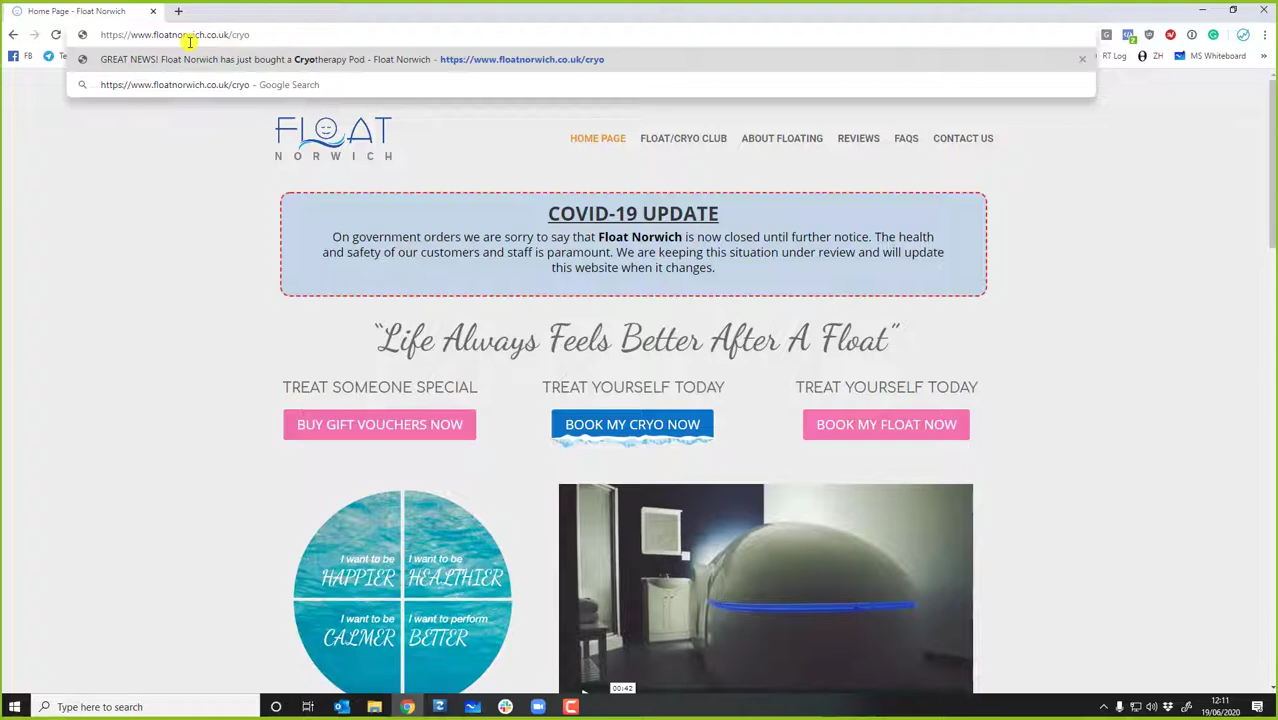 Home Page - Float Norwich
https://www.floatnorwich.co.uk/cryo
GREAT NEWS! Float Norwich has just bought a Cryotherapy Pod - Float Norwich - https://www.floatnorwich.co.uk/cryo
https://www.floatnorwich.co.uk/cryo - Google Search
FB
RT Log
ZH
MS Whiteboard
FLOAT
NORWICH
HOME PAGE
FLOAT/CRYO CLUB
ABOUT FLOATING
REVIEWS
FAQS
CONTACT US
COVID-19 UPDATE
On government orders we are sorry to say that Float Norwich is now closed until further notice. The health
and safety of our customers and staff is paramount. We are keeping this situation under review and will update
this website when it changes.
“Life Always Feels Better After A Float”
TREAT SOMEONE SPECIAL
TREAT YOURSELF TODAY
TREAT YOURSELF TODAY
BUY GIFT VOUCHERS NOW
BOOK MY CRYO NOW
BOOK MY FLOAT NOW
I want to be
HAPPIER
I want to be
HEALTHIER
I want to be
CALMER
I want to perform
BETTER
00:42
Type here to search
12:11
19/06/2020